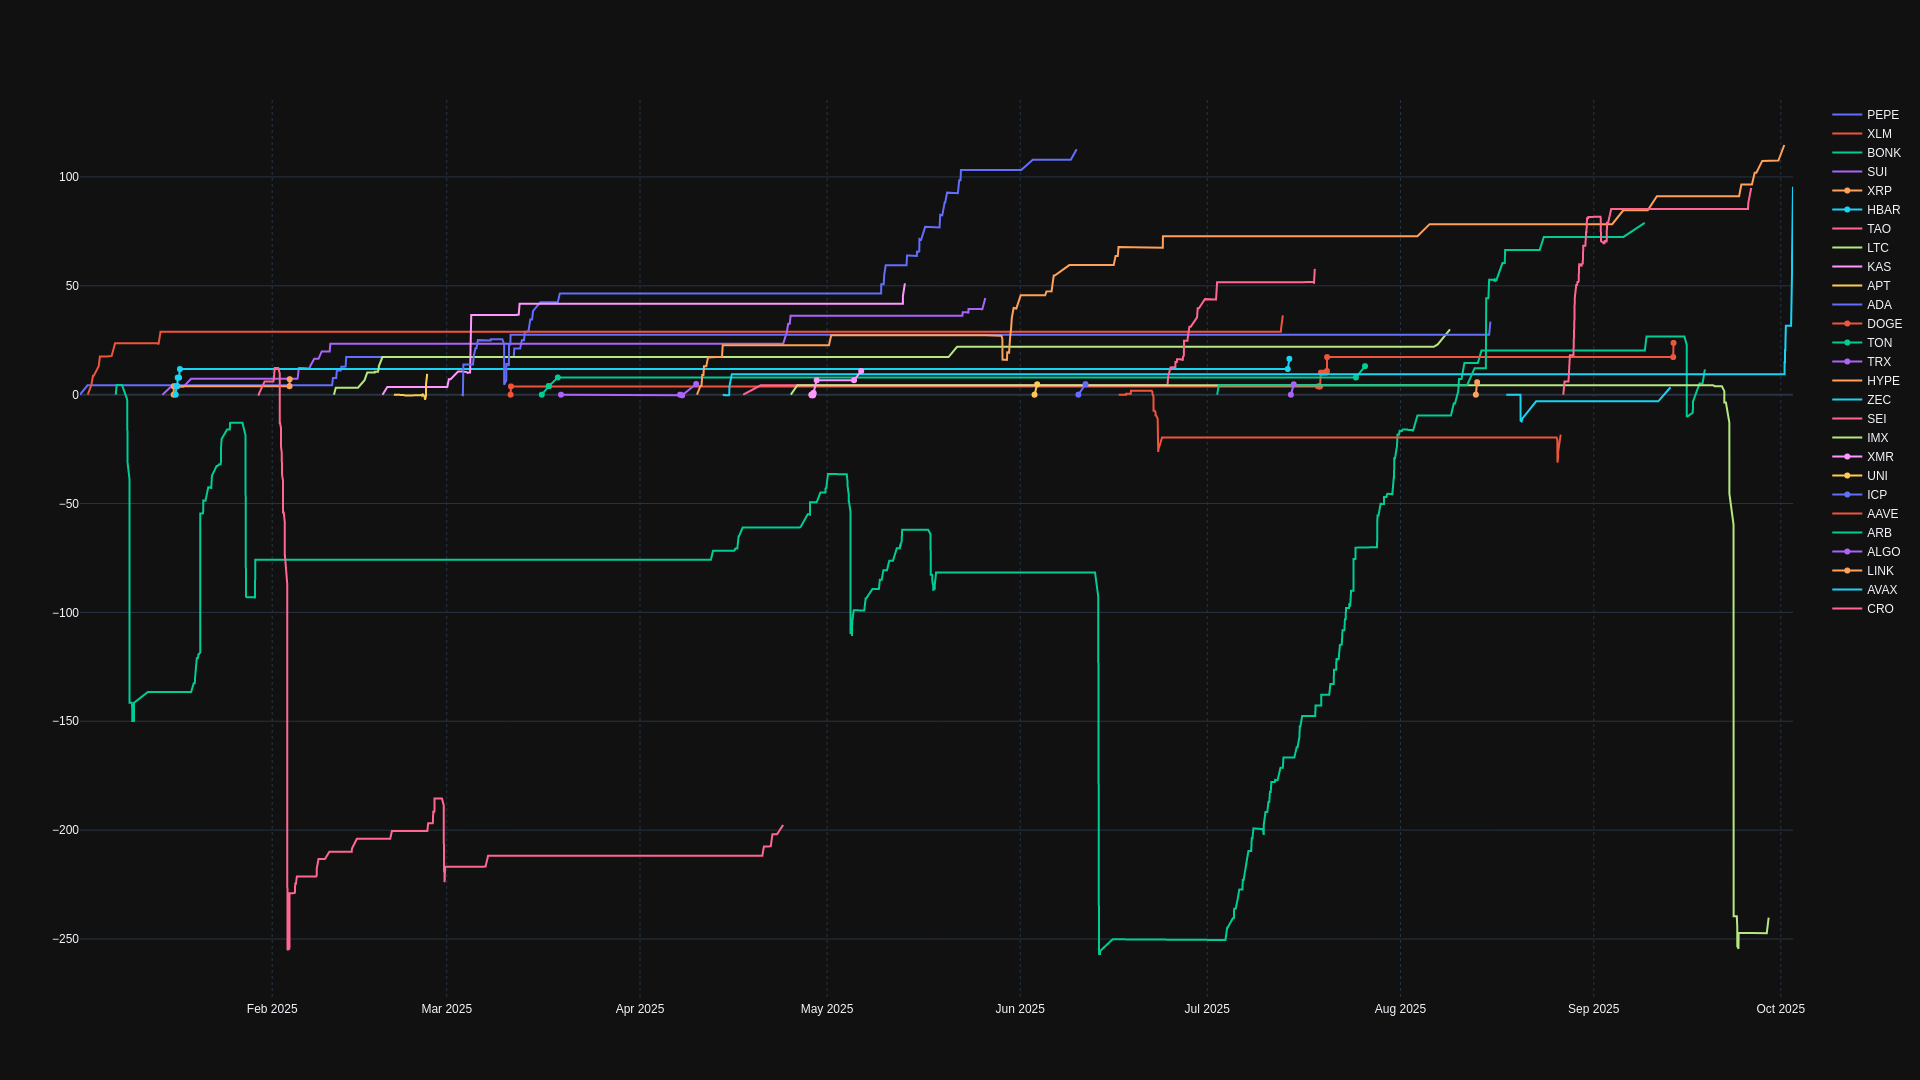 100
50
0
−50
−100
−150
−200
−250
Feb 2025
Mar 2025
Apr 2025
May 2025
Jun 2025
Jul 2025
Aug 2025
Sep 2025
Oct 2025
PEPE
XLM
BONK
SUI
XRP
HBAR
TAO
LTC
KAS
APT
ADA
DOGE
TON
TRX
HYPE
ZEC
SEI
IMX
XMR
UNI
ICP
AAVE
ARB
ALGO
LINK
AVAX
CRO